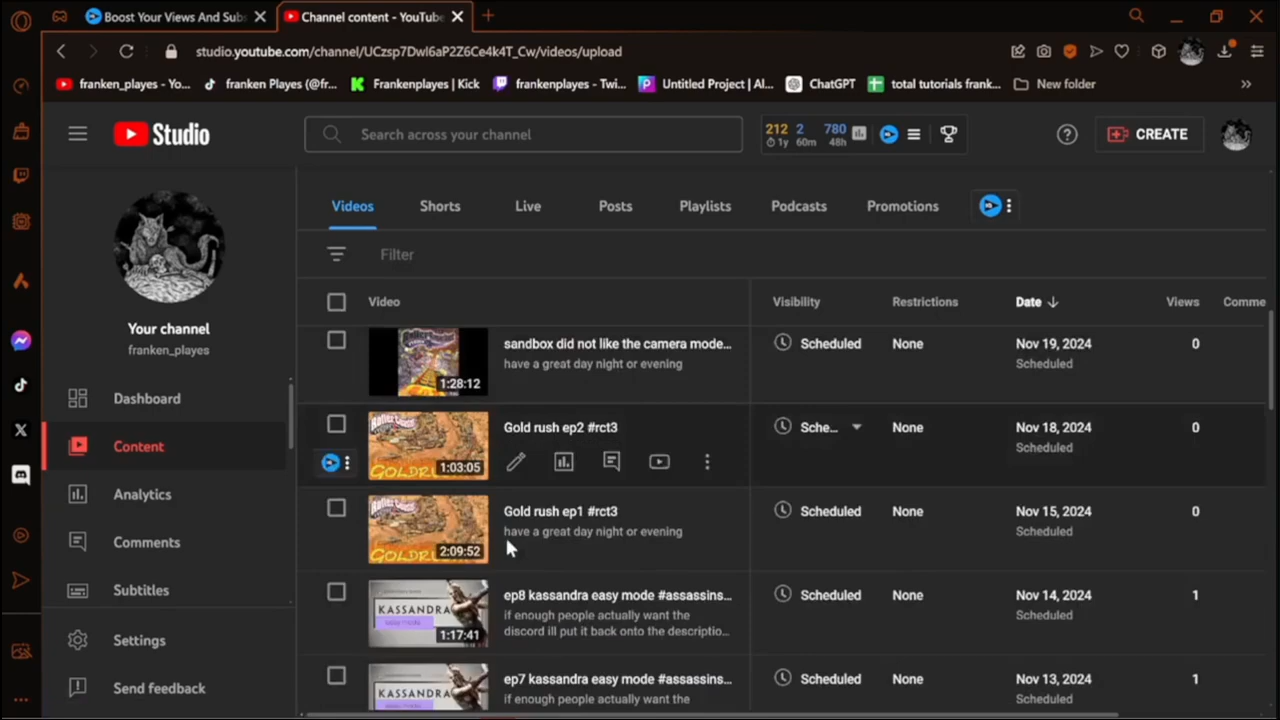 Boost Your Views And Subs
Channel content - YouTube
studio.youtube.com/channel/UCzsp7Dwl6aP2Z6Ce4k4T_Cw/videos/upload
franken_playes - Yo...
franken Playes (@fr...
Frankenplayes | Kick
frankenplayes - Twi...
Untitled Project | Al...
ChatGPT
total tutorials frank...
New folder
Studio
Search across your channel
212 2 780
1y 60m 48h
CREATE
Videos
Shorts
Live
Posts
Playlists
Podcasts
Promotions
Filter
Video
Visibility
Restrictions
Date
Views
Comme
Your channel
franken_playes
Dashboard
Content
Analytics
Comments
Subtitles
Settings
Send feedback
sandbox did not like the camera mode...
have a great day night or evening
1:28:12
Scheduled
None
Nov 19, 2024
Scheduled
0
Gold rush ep2 #rct3
GOLDRU
1:03:05
Sche...
None
Nov 18, 2024
Scheduled
0
Gold rush ep1 #rct3
have a great day night or evening
GOLDRU
2:09:52
Scheduled
None
Nov 15, 2024
Scheduled
0
ep8 kassandra easy mode #assassins...
if enough people actually want the
discord ill put it back onto the descriptio...
KASSANDRA
easy mode
1:17:41
Scheduled
None
Nov 14, 2024
Scheduled
1
ep7 kassandra easy mode #assassins...
if enough people actually want the
KASSANDRA
Scheduled
None
Nov 13, 2024
Scheduled
1